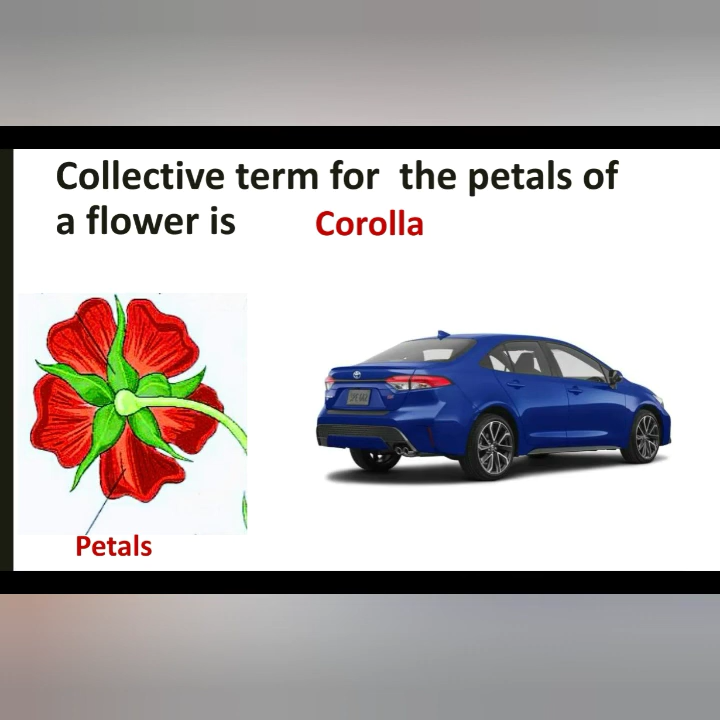 Collective term for  the petals of
a flower is Corolla
Petals